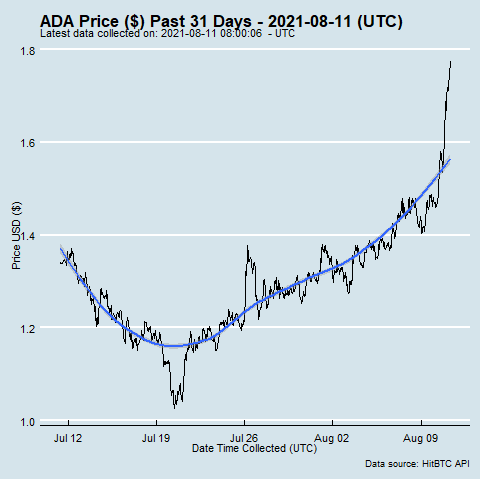 ADA Price ($) Past 31 Days - 2021-08-11 (UTC)
Latest data collected on: 2021-08-11 08:00:06  - UTC
1.8
1.6
1.4
1.2
1.0
Price USD ($)
Jul 12 Jul 19 Jul 26 Aug 02 Aug 09
Date Time Collected (UTC)
Data source: HitBTC API